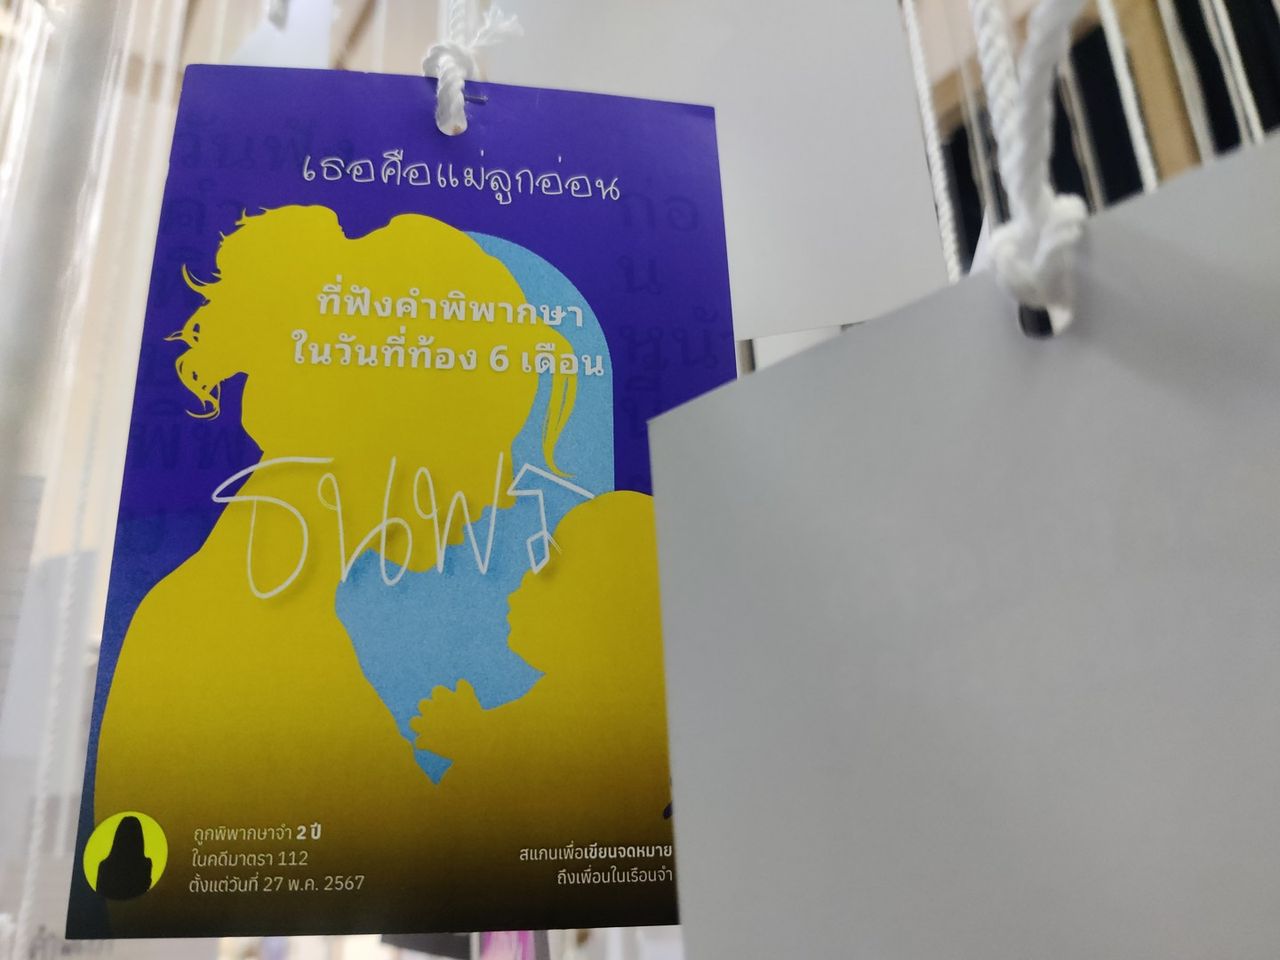 เธอคือแม่ลูกอ่อน
ที่ฟังคำพิพากษา
ในวันที่ท้อง 6 เดือน
ธนพร
ถูกพิพากษาจำ 2 ปี
ในคดีมาตรา 112
ตั้งแต่วันที่ 27 พ.ค. 2567
สแกนเพื่อเขียนจดหมาย
ถึงเพื่อนในเรือนจำ